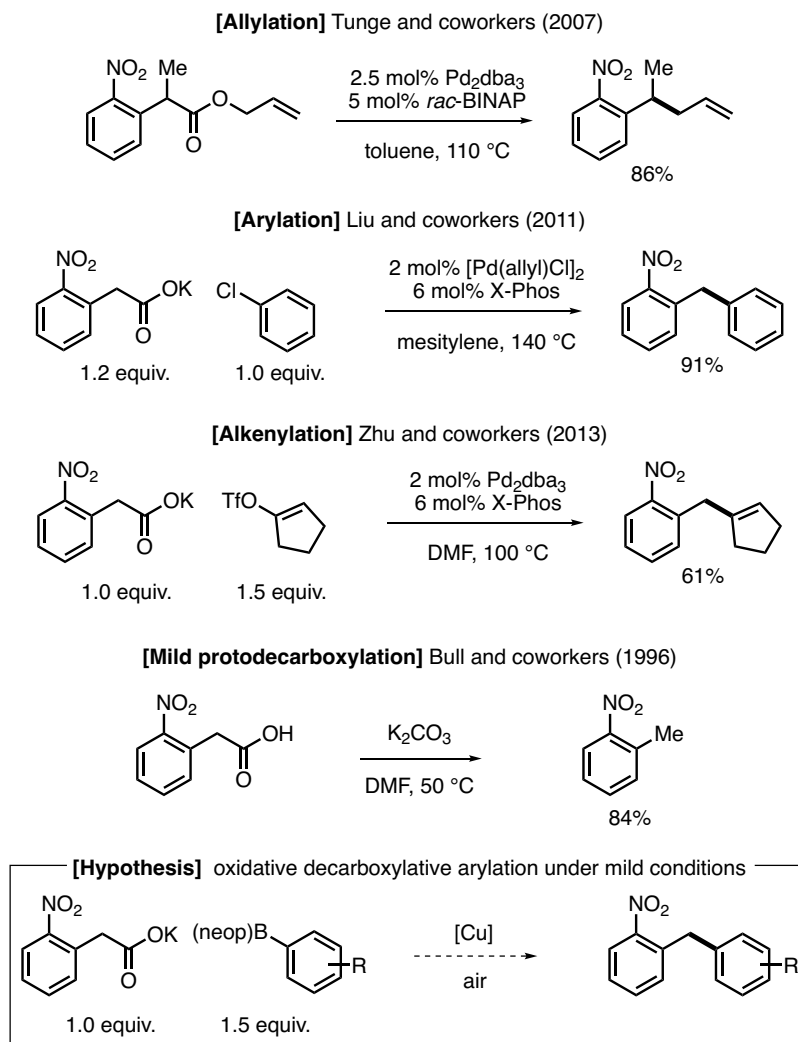 [Allylation] Tunge and coworkers (2007)
NO2 Me
O
O
2.5 mol% Pd2dba3
5 mol% rac-BINAP
toluene, 110 °C
NO2 Me
86%
[Arylation] Liu and coworkers (2011)
NO2
OK
O
1.2 equiv.
Cl
1.0 equiv.
2 mol% [Pd(allyl)Cl]2
6 mol% X-Phos
mesitylene, 140 °C
NO2
91%
[Alkenylation] Zhu and coworkers (2013)
NO2
OK
O
1.0 equiv.
TfO
1.5 equiv.
2 mol% Pd2dba3
6 mol% X-Phos
DMF, 100 °C
NO2
61%
[Mild protodecarboxylation] Bull and coworkers (1996)
NO2
OH
O
K2CO3
DMF, 50 °C
NO2
Me
84%
[Hypothesis] oxidative decarboxylative arylation under mild conditions
NO2
OK
O
1.0 equiv.
(neop)B
R
1.5 equiv.
[Cu]
air
NO2
R